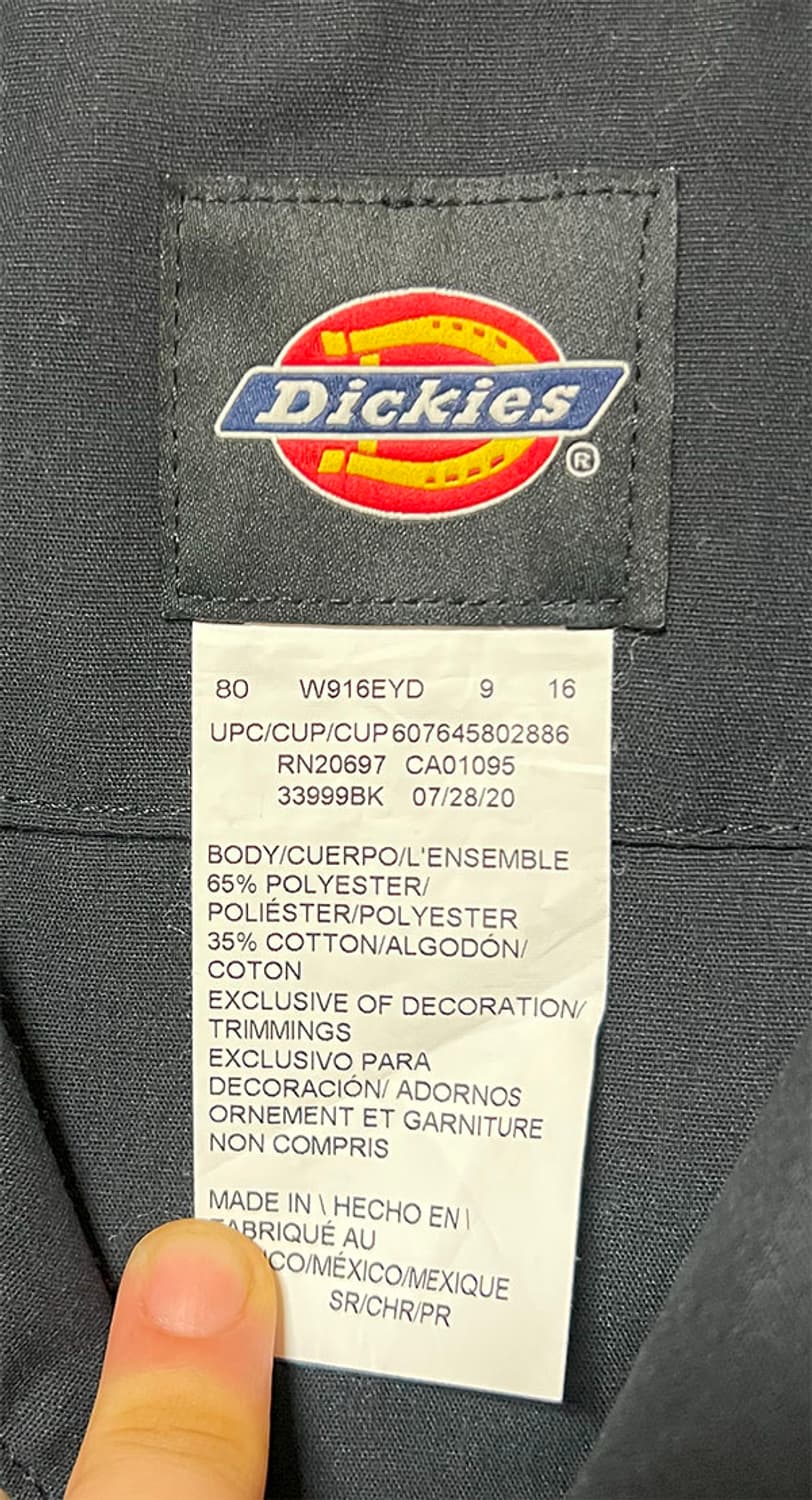 Dickies
®
80 W916EYD 9 16
UPC/CUP/CUP 607645802886
RN20697 CA01095
33999BK 07/28/20
BODY/CUERPO/L'ENSEMBLE
65% POLYESTER/
POLIÉSTER/POLYESTER
35% COTTON/ALGODÓN/
COTON
EXCLUSIVE OF DECORATION/
TRIMMINGS
EXCLUSIVO PARA
DECORACIÓN/ ADORNOS
ORNEMENT ET GARNITURE
NON COMPRIS
MADE IN \ HECHO EN \
FABRIQUÉ AU
/MÉXICO/MEXIQUE
SR/CHR/PR